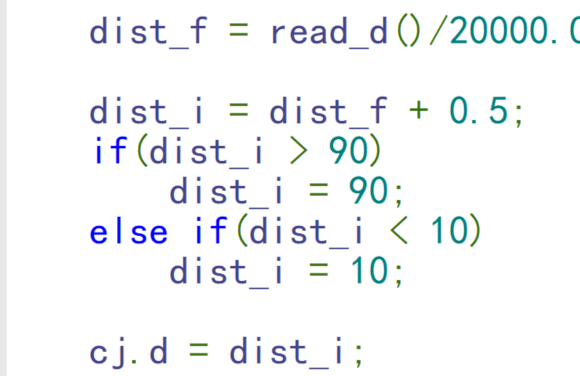 dist_f = read_d()/20000.0
dist_i = dist_f + 0.5;
if(dist_i > 90)
dist_i = 90;
else if(dist_i < 10)
dist_i = 10;
cj.d = dist_i;